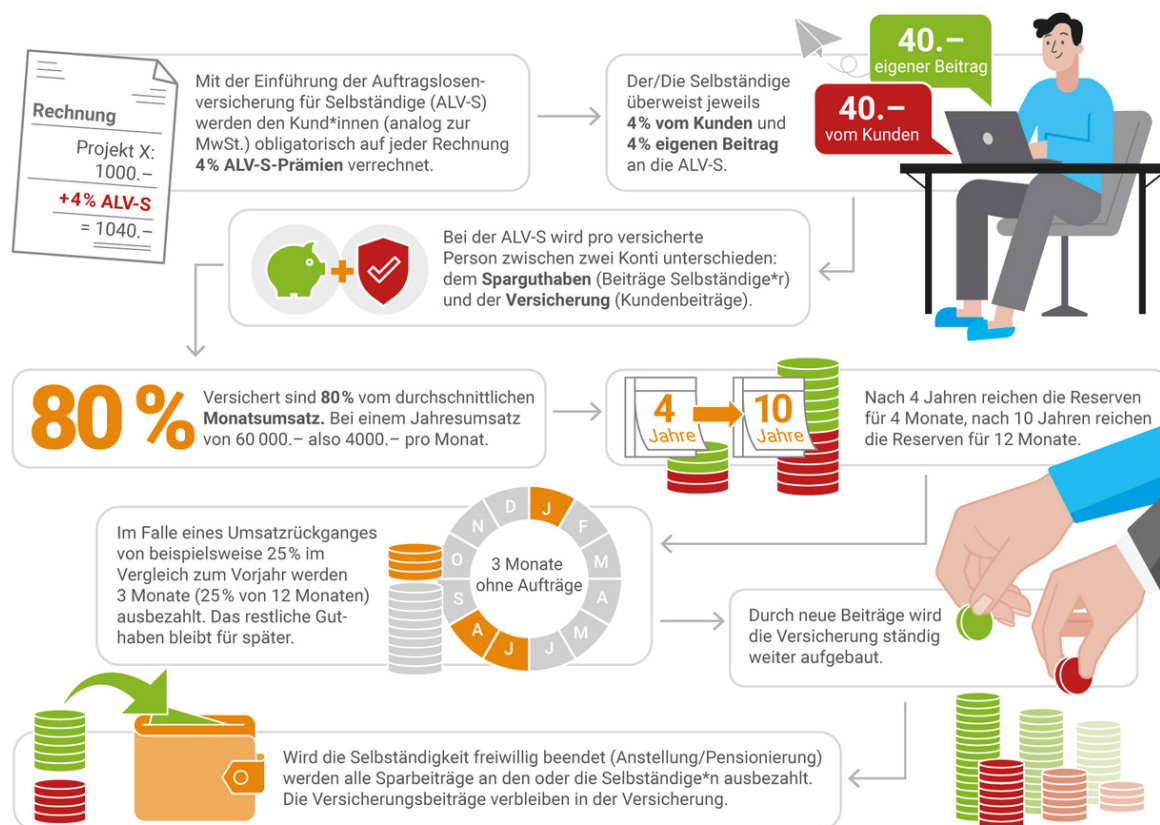 Rechnung
Projekt X:
1000.–
+4% ALV-S
= 1040.–
Mit der Einführung der Auftragslosen-
versicherung für Selbständige (ALV-S)
werden den Kund*innen (analog zur
MwSt.) obligatorisch auf jeder Rechnung
4% ALV-S-Prämien verrechnet.
Der/Die Selbständige
überweist jeweils
4% vom Kunden und
4% eigenen Beitrag
an die ALV-S.
40.–
eigener Beitrag
40.–
vom Kunden
Bei der ALV-S wird pro versicherte
Person zwischen zwei Konti unterschieden:
dem Sparguthaben (Beiträge Selbständige*r)
und der Versicherung (Kundenbeiträge).
80%
Versichert sind 80% vom durchschnittlichen
Monatsumsatz. Bei einem Jahresumsatz
von 60 000.– also 4000.– pro Monat.
4
Jahre
10
Jahre
Nach 4 Jahren reichen die Reserven
für 4 Monate, nach 10 Jahren reichen
die Reserven für 12 Monate.
Im Falle eines Umsatzrückganges
von beispielsweise 25% im
Vergleich zum Vorjahr werden
3 Monate (25% von 12 Monaten)
ausbezahlt. Das restliche Gut-
haben bleibt für später.
J
F
M
A
M
J
J
A
S
O
N
D
3 Monate
ohne Aufträge
Durch neue Beiträge wird
die Versicherung ständig
weiter aufgebaut.
Wird die Selbständigkeit freiwillig beendet (Anstellung/Pensionierung)
werden alle Sparbeiträge an den oder die Selbständige*n ausbezahlt.
Die Versicherungsbeiträge verbleiben in der Versicherung.